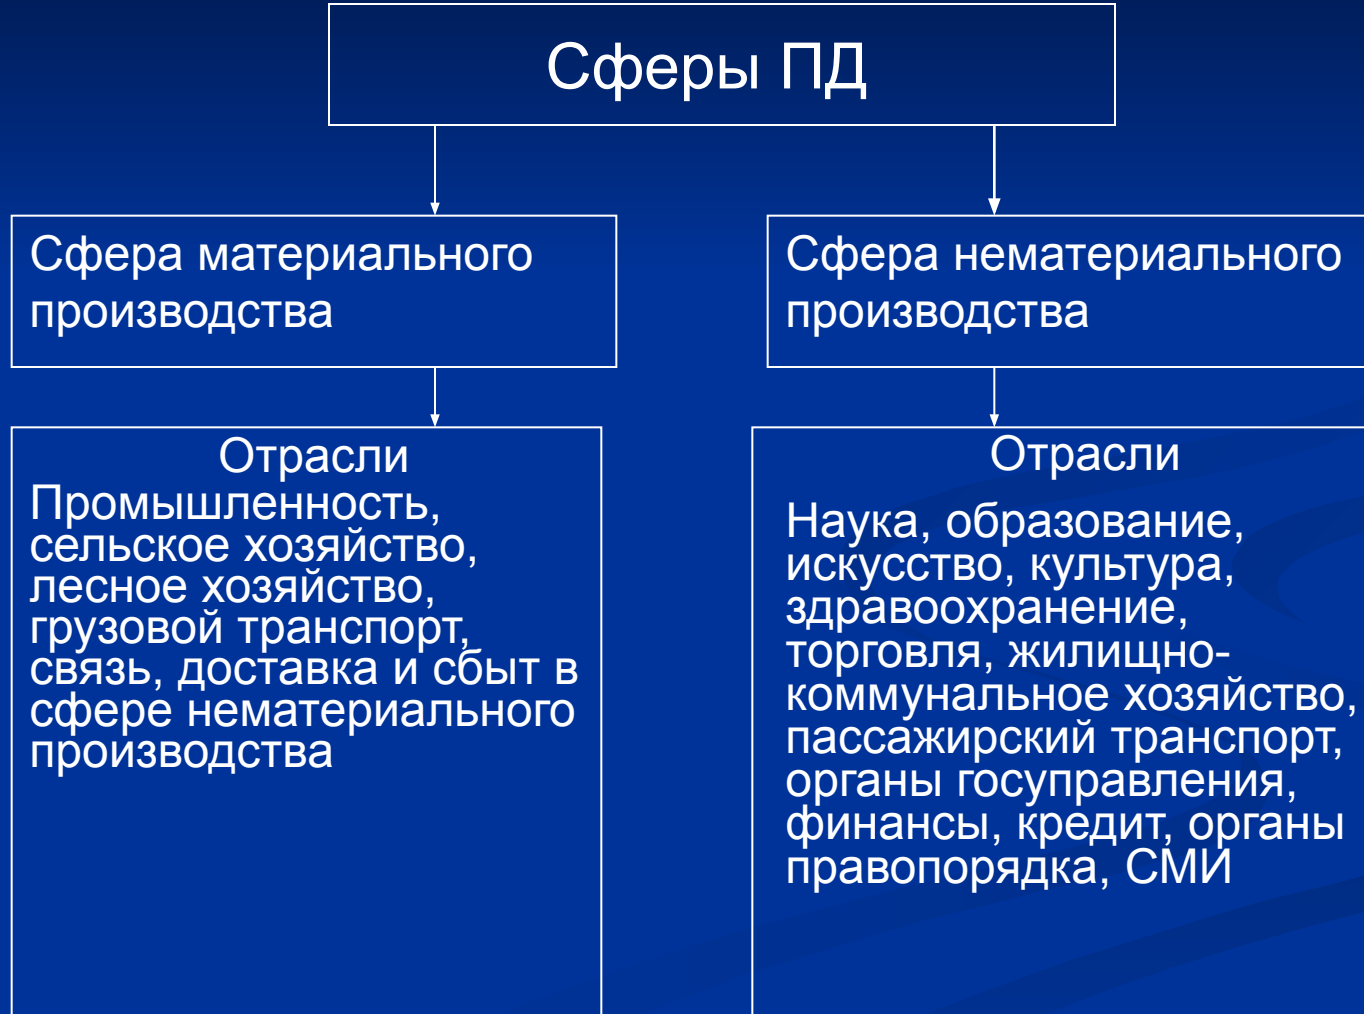 Сферы ПД
Сфера материального
производства
Отрасли
Промышленность,
сельское хозяйство,
лесное хозяйство,
грузовой транспорт,
связь, доставка и сбыт в
сфере нематериального
производства
Сфера нематериального
производства
Отрасли
Наука, образование,
искусство, культура,
здравоохранение,
торговля, жилищно-
коммунальное хозяйство,
пассажирский транспорт,
органы госуправления,
финансы, кредит, органы
правопорядка, СМИ